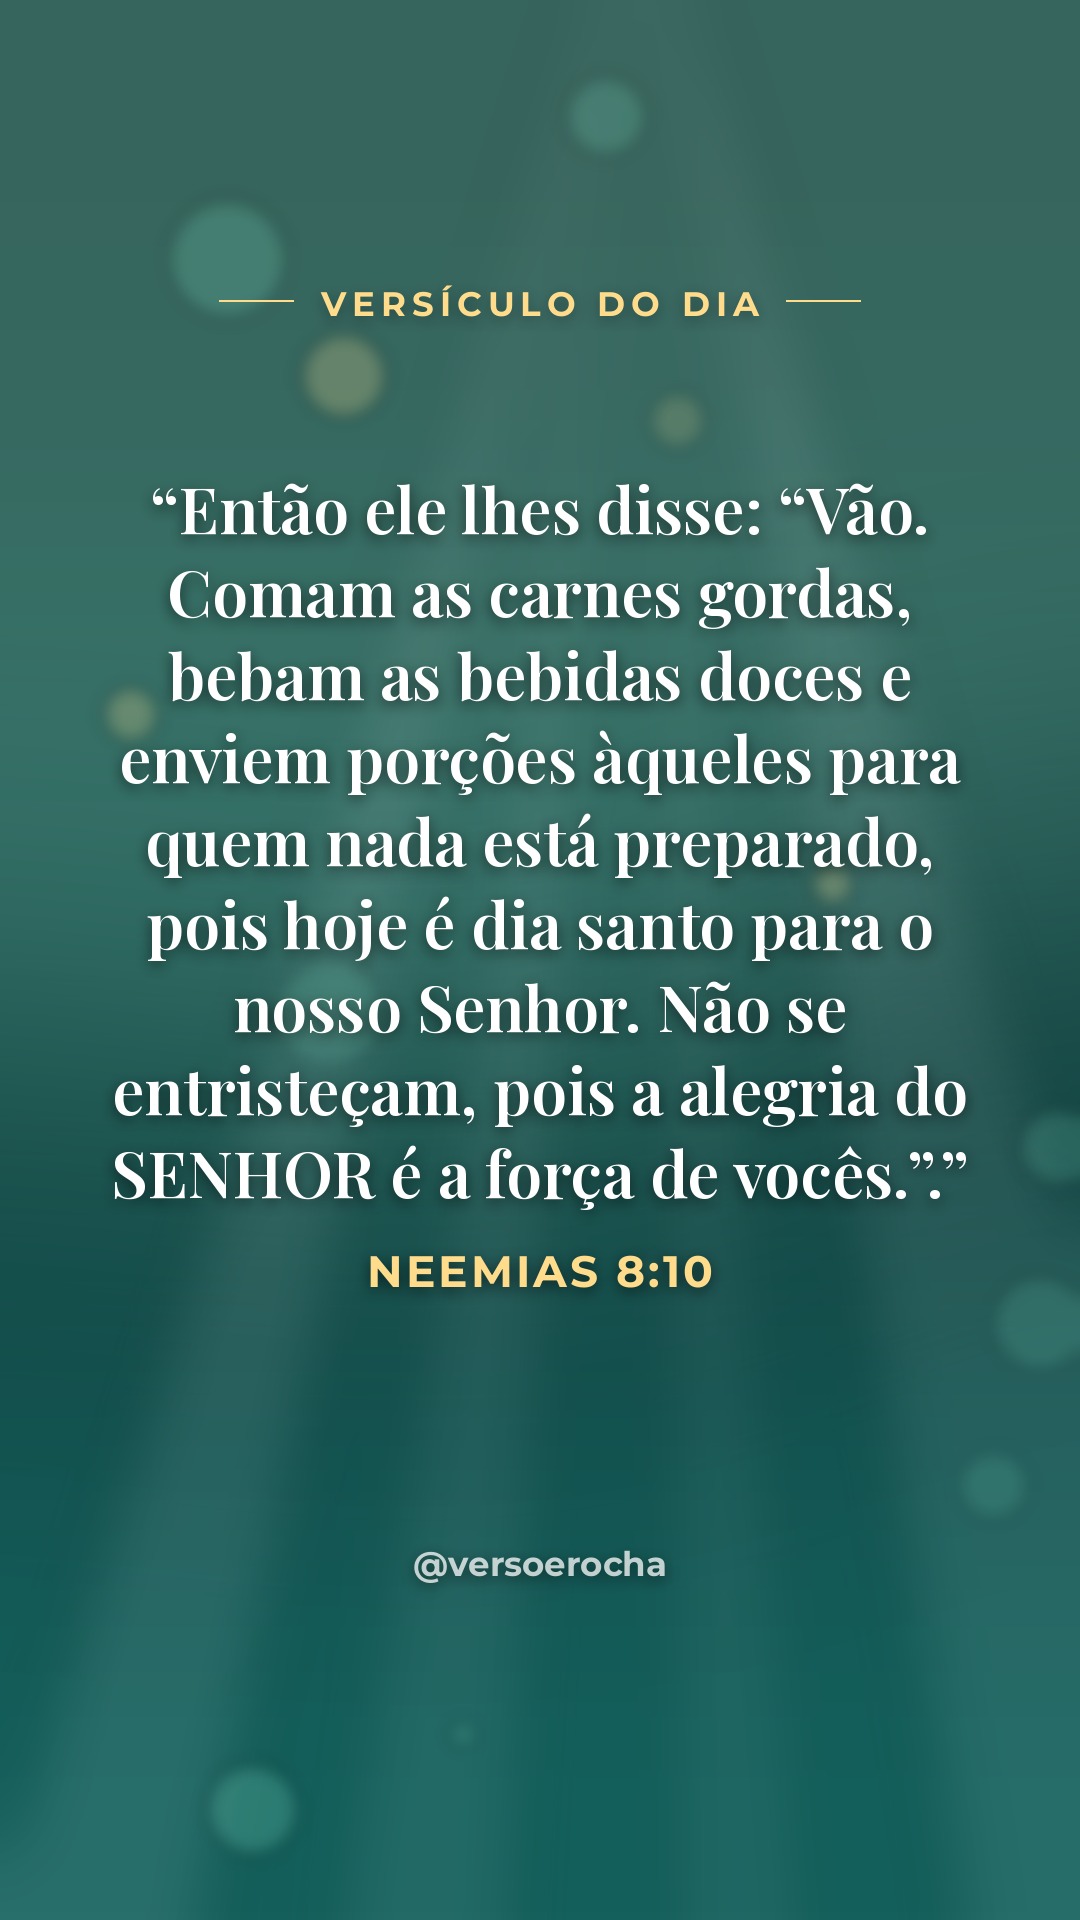 VERSÍCULO DO DIA
“Então ele lhes disse: “Vão.
Comam as carnes gordas,
bebam as bebidas doces e
enviem porções àqueles para
quem nada está preparado,
pois hoje é dia santo para o
nosso Senhor. Não se
entristeçam, pois a alegria do
SENHOR é a força de vocês.”.”
NEEMIAS 8:10
@versoerocha